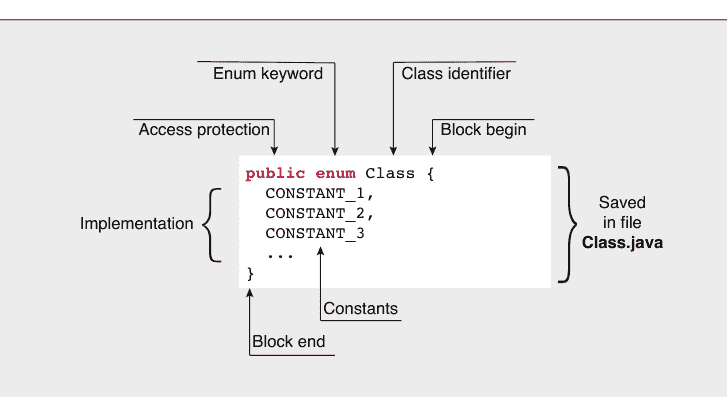 Enum keyword
Class identifier
Access protection
Block begin
public enum Class {
CONSTANT_1,
CONSTANT_2,
CONSTANT_3
...
}
Implementation
Saved
in file
Class.java
Constants
Block end